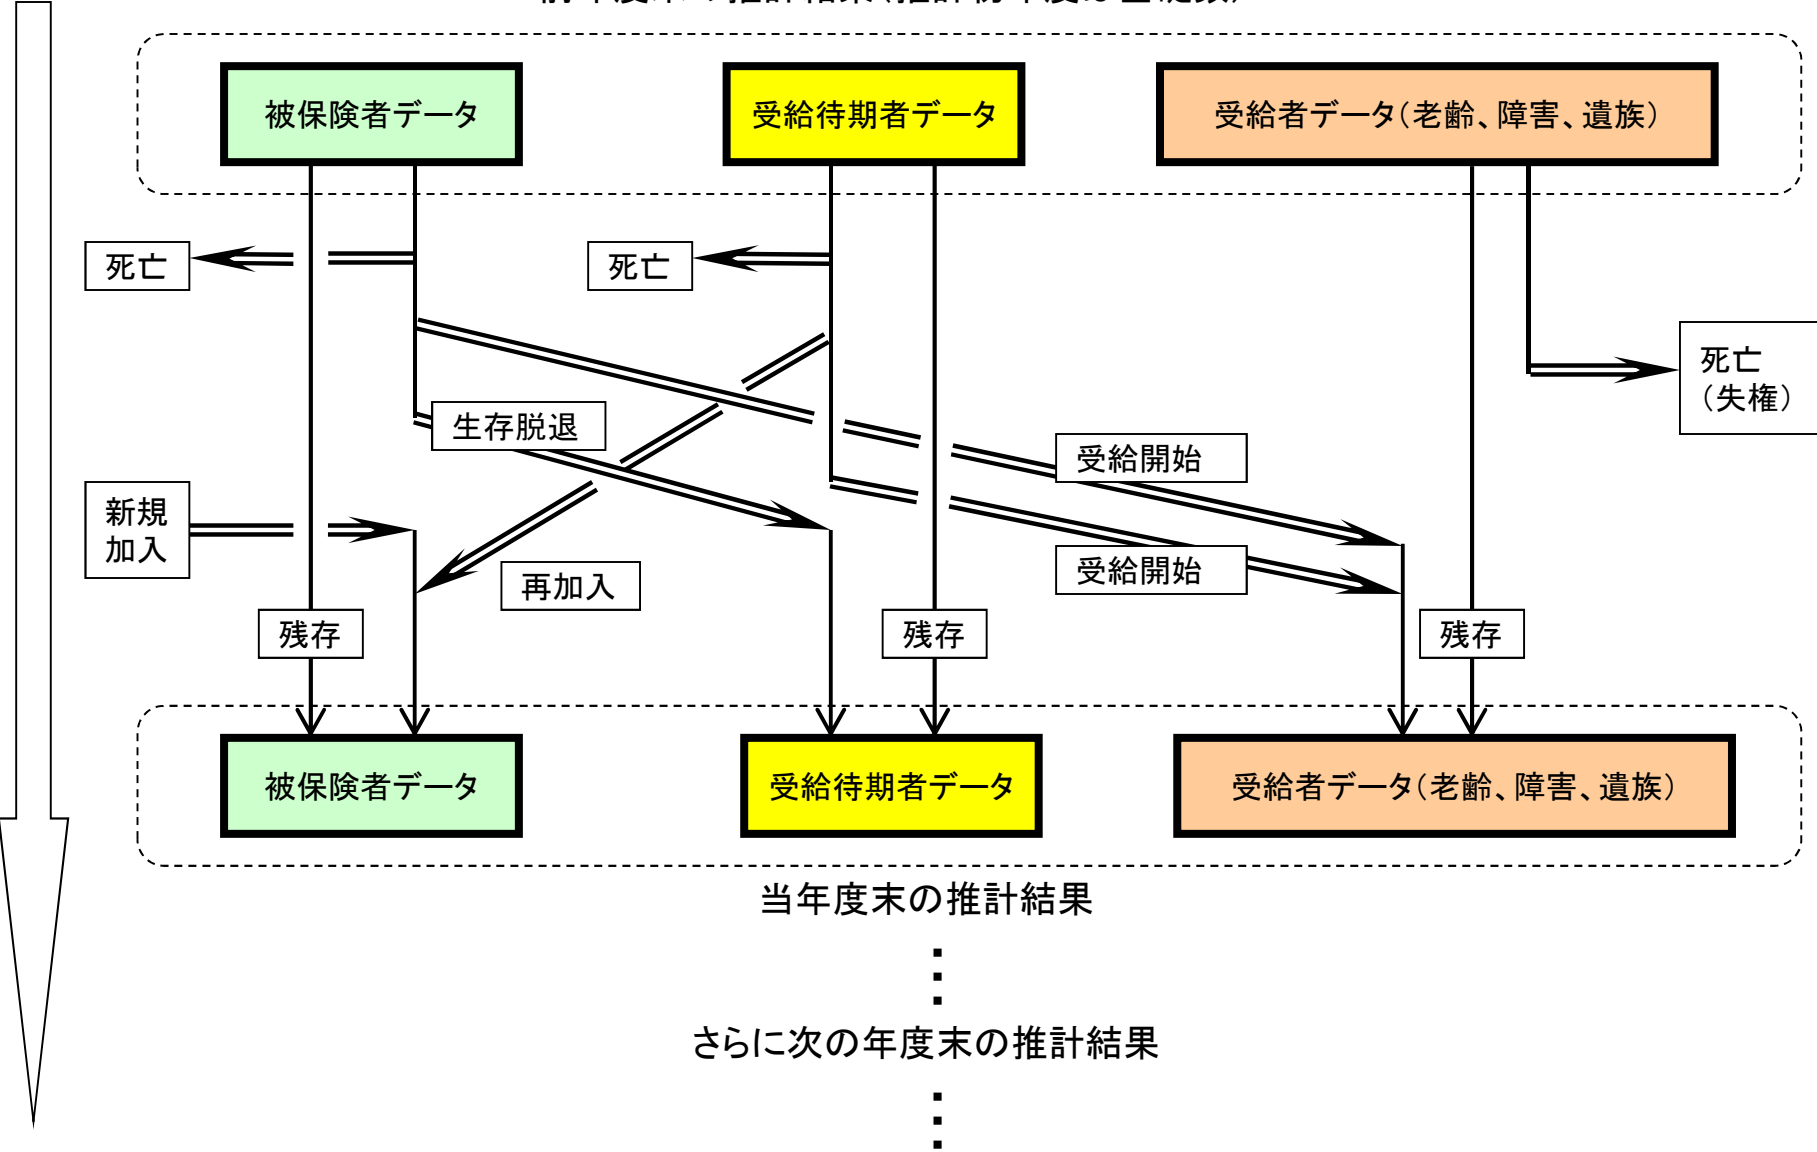 被保険者データ
受給待期者データ
受給者データ(老齢、障害、遺族)
死亡
死亡
死亡
(失権)
生存脱退
受給開始
新規
加入
受給開始
再加入
残存
残存
残存
被保険者データ
受給待期者データ
受給者データ(老齢、障害、遺族)
当年度末の推計結果
さらに次の年度末の推計結果